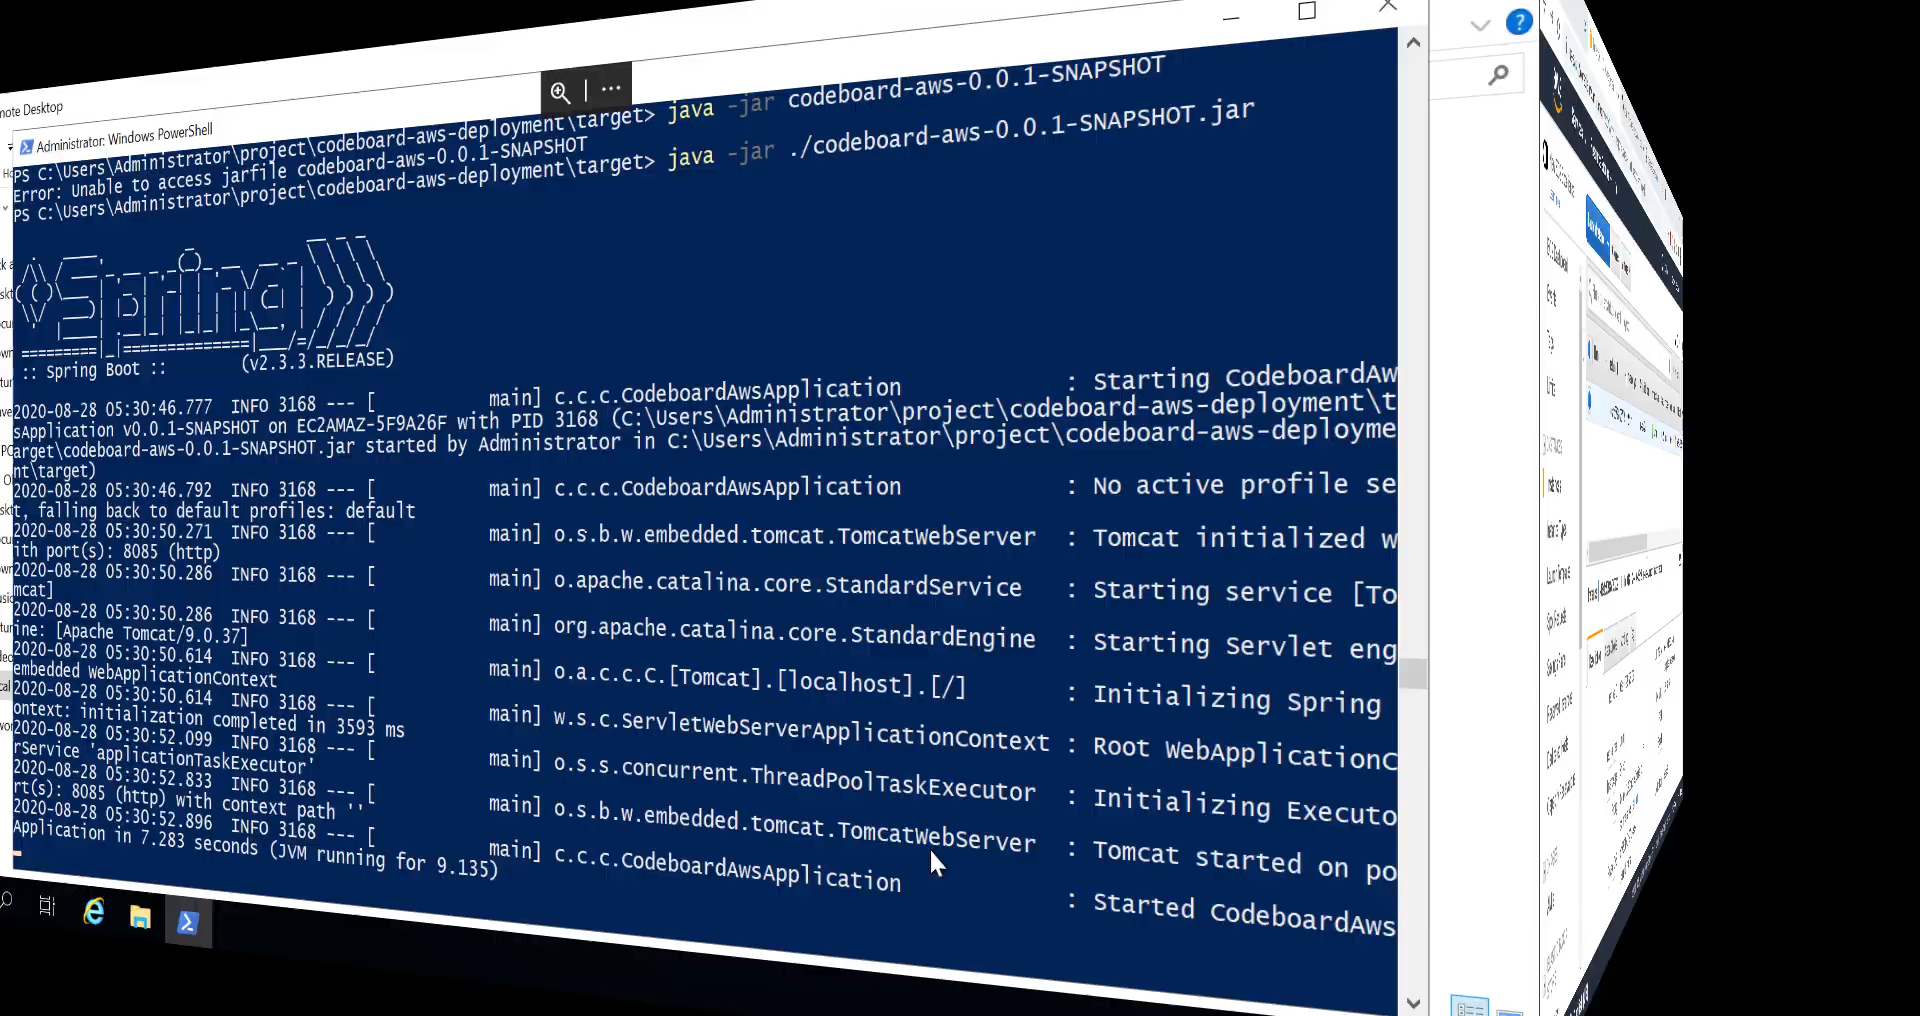 note Desktop
Administrator: Windows PowerShell
PS C:\Users\Administrator\project\codeboard-aws-deployment\target> java -jar codeboard-aws-0.0.1-SNAPSHOT
Error: Unable to access jarfile codeboard-aws-0.0.1-SNAPSHOT
PS C:\Users\Administrator\project\codeboard-aws-deployment\target> java -jar ./codeboard-aws-0.0.1-SNAPSHOT.jar
:: Spring Boot ::        (v2.3.3.RELEASE)
2020-08-28 05:30:46.777  INFO 3168 --- [           main] c.c.c.CodeboardAwsApplication            : Starting CodeboardAw
sApplication v0.0.1-SNAPSHOT on EC2AMAZ-5F9A26F with PID 3168 (C:\Users\Administrator\project\codeboard-aws-deployment\t
arget\codeboard-aws-0.0.1-SNAPSHOT.jar started by Administrator in C:\Users\Administrator\project\codeboard-aws-deployme
nt\target)
2020-08-28 05:30:46.792  INFO 3168 --- [           main] c.c.c.CodeboardAwsApplication            : No active profile se
t, falling back to default profiles: default
2020-08-28 05:30:50.271  INFO 3168 --- [           main] o.s.b.w.embedded.tomcat.TomcatWebServer  : Tomcat initialized w
ith port(s): 8085 (http)
2020-08-28 05:30:50.286  INFO 3168 --- [           main] o.apache.catalina.core.StandardService   : Starting service [To
mcat]
2020-08-28 05:30:50.286  INFO 3168 --- [           main] org.apache.catalina.core.StandardEngine  : Starting Servlet eng
ine: [Apache Tomcat/9.0.37]
2020-08-28 05:30:50.614  INFO 3168 --- [           main] o.a.c.c.C.[Tomcat].[localhost].[/]       : Initializing Spring
embedded WebApplicationContext
2020-08-28 05:30:50.614  INFO 3168 --- [           main] w.s.c.ServletWebServerApplicationContext : Root WebApplicationC
ontext: initialization completed in 3593 ms
2020-08-28 05:30:52.099  INFO 3168 --- [           main] o.s.s.concurrent.ThreadPoolTaskExecutor  : Initializing Executo
rService 'applicationTaskExecutor'
2020-08-28 05:30:52.833  INFO 3168 --- [           main] o.s.b.w.embedded.tomcat.TomcatWebServer  : Tomcat started on po
rt(s): 8085 (http) with context path ''
2020-08-28 05:30:52.896  INFO 3168 --- [           main] c.c.c.CodeboardAwsApplication            : Started CodeboardAws
Application in 7.283 seconds (JVM running for 9.135)